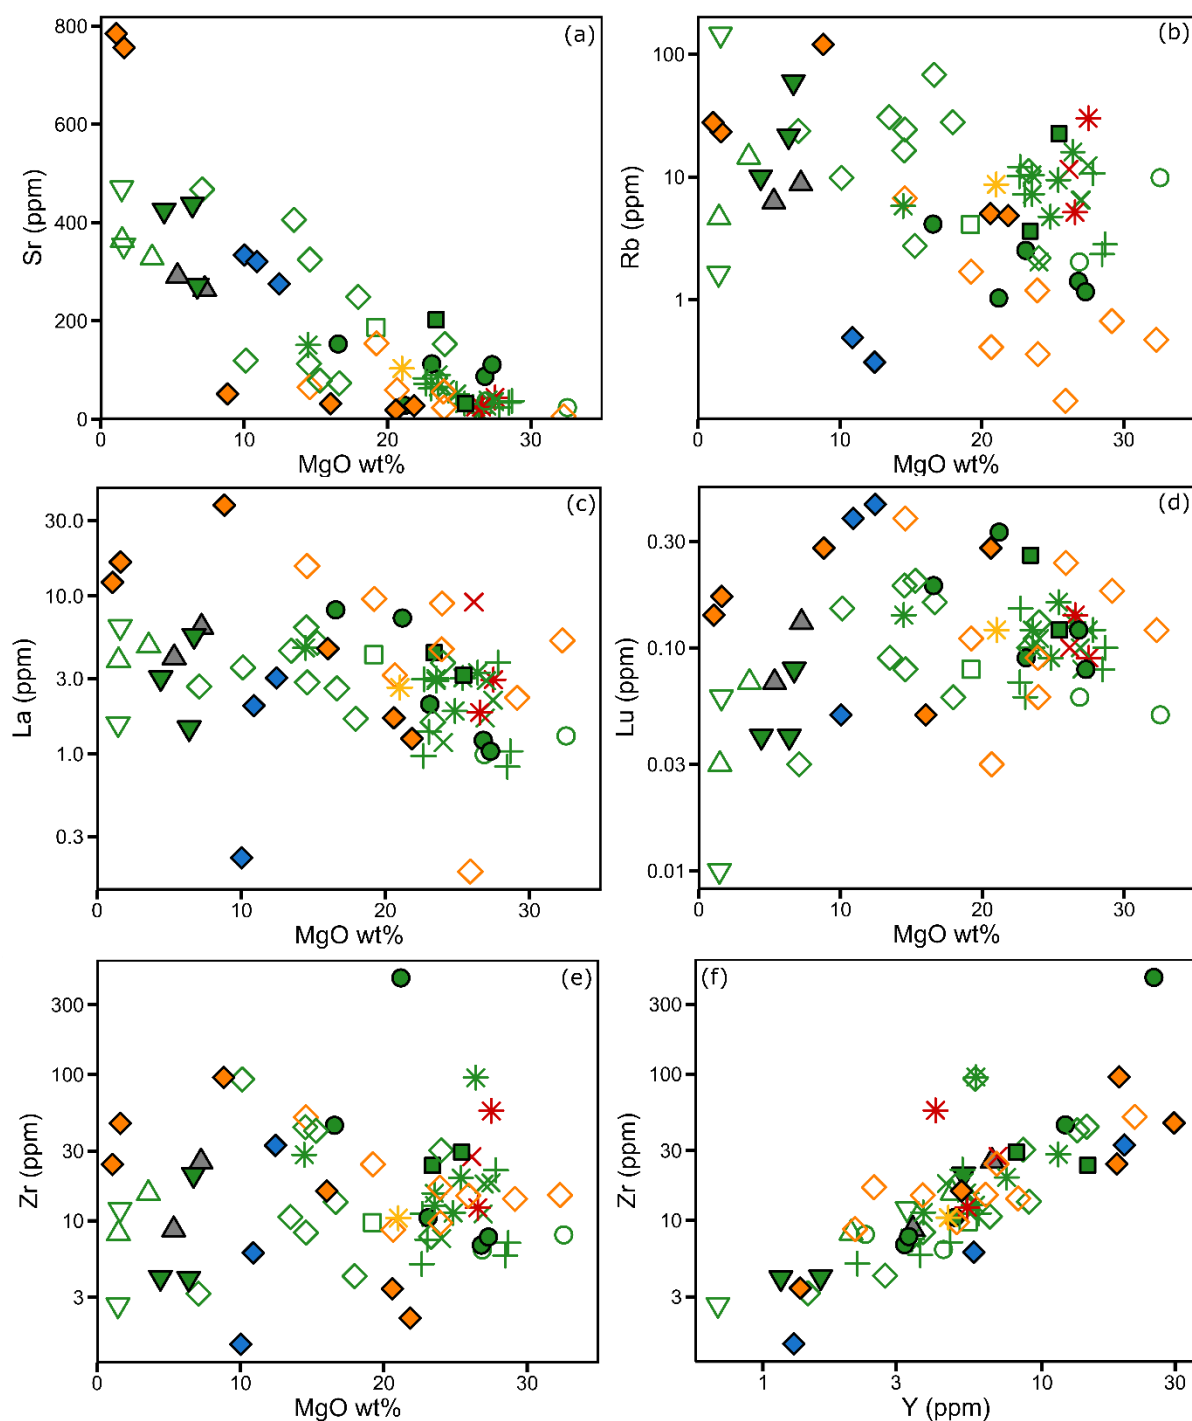 (a)
800
600
400
200
0
Sr (ppm)
0 10 20 30
MgO wt%
(b)
100
10
1
Rb (ppm)
0 10 20 30
MgO wt%
(c)
30.0
10.0
3.0
1.0
0.3
La (ppm)
0 10 20 30
MgO wt%
(d)
0.30
0.10
0.03
0.01
Lu (ppm)
0 10 20 30
MgO wt%
(e)
300
100
30
10
3
Zr (ppm)
0 10 20 30
MgO wt%
(f)
300
100
30
10
3
Zr (ppm)
1 3 10 30
Y (ppm)